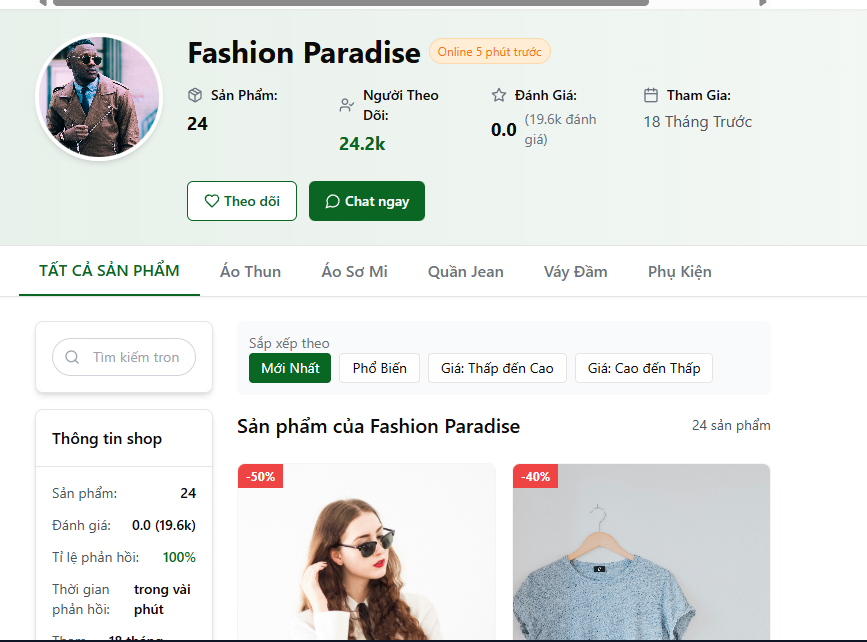 Fashion Paradise
Online 5 phút trước
Sản Phẩm:
24
Người Theo
Dõi:
24.2k
Đánh Giá:
0.0 (19.6k đánh
giá)
Tham Gia:
18 Tháng Trước
Theo dõi
Chat ngay
TẤT CẢ SẢN PHẨM
Áo Thun
Áo Sơ Mi
Quần Jean
Váy Đầm
Phụ Kiện
Tìm kiếm tron
Sắp xếp theo
Mới Nhất
Phổ Biến
Giá: Thấp đến Cao
Giá: Cao đến Thấp
Thông tin shop
Sản phẩm: 24
Đánh giá: 0.0 (19.6k)
Tỉ lệ phản hồi: 100%
Thời gian phản hồi: trong vài phút
Tham 18 tháng
Sản phẩm của Fashion Paradise
24 sản phẩm
-50%
-40%